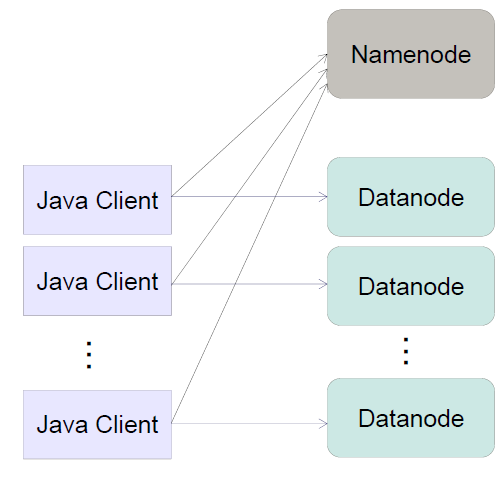 Namenode
Java Client
Datanode
Java Client
Datanode
⋮
⋮
Java Client
Datanode